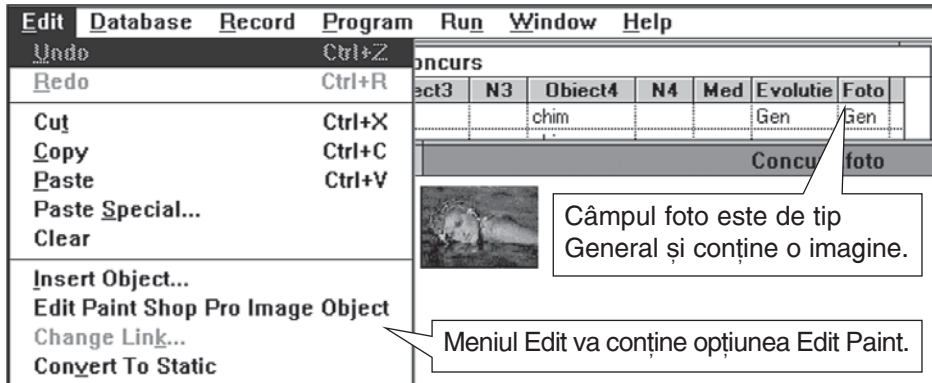 Edit Database Record Program Run Window Help
Undo Ctrl+Z
Redo Ctrl+R
Cut Ctrl+X
Copy Ctrl+C
Paste Ctrl+V
Paste Special...
Clear
Insert Object...
Edit Paint Shop Pro Image Object
Change Link...
Convert To Static
oncurs
ect3 N3 Obiect4 N4 Med Evolutie Foto
chim Gen Gen
foto
Câmpul foto este de tip
General și conține o imagine.
Meniul Edit va conține opțiunea Edit Paint.